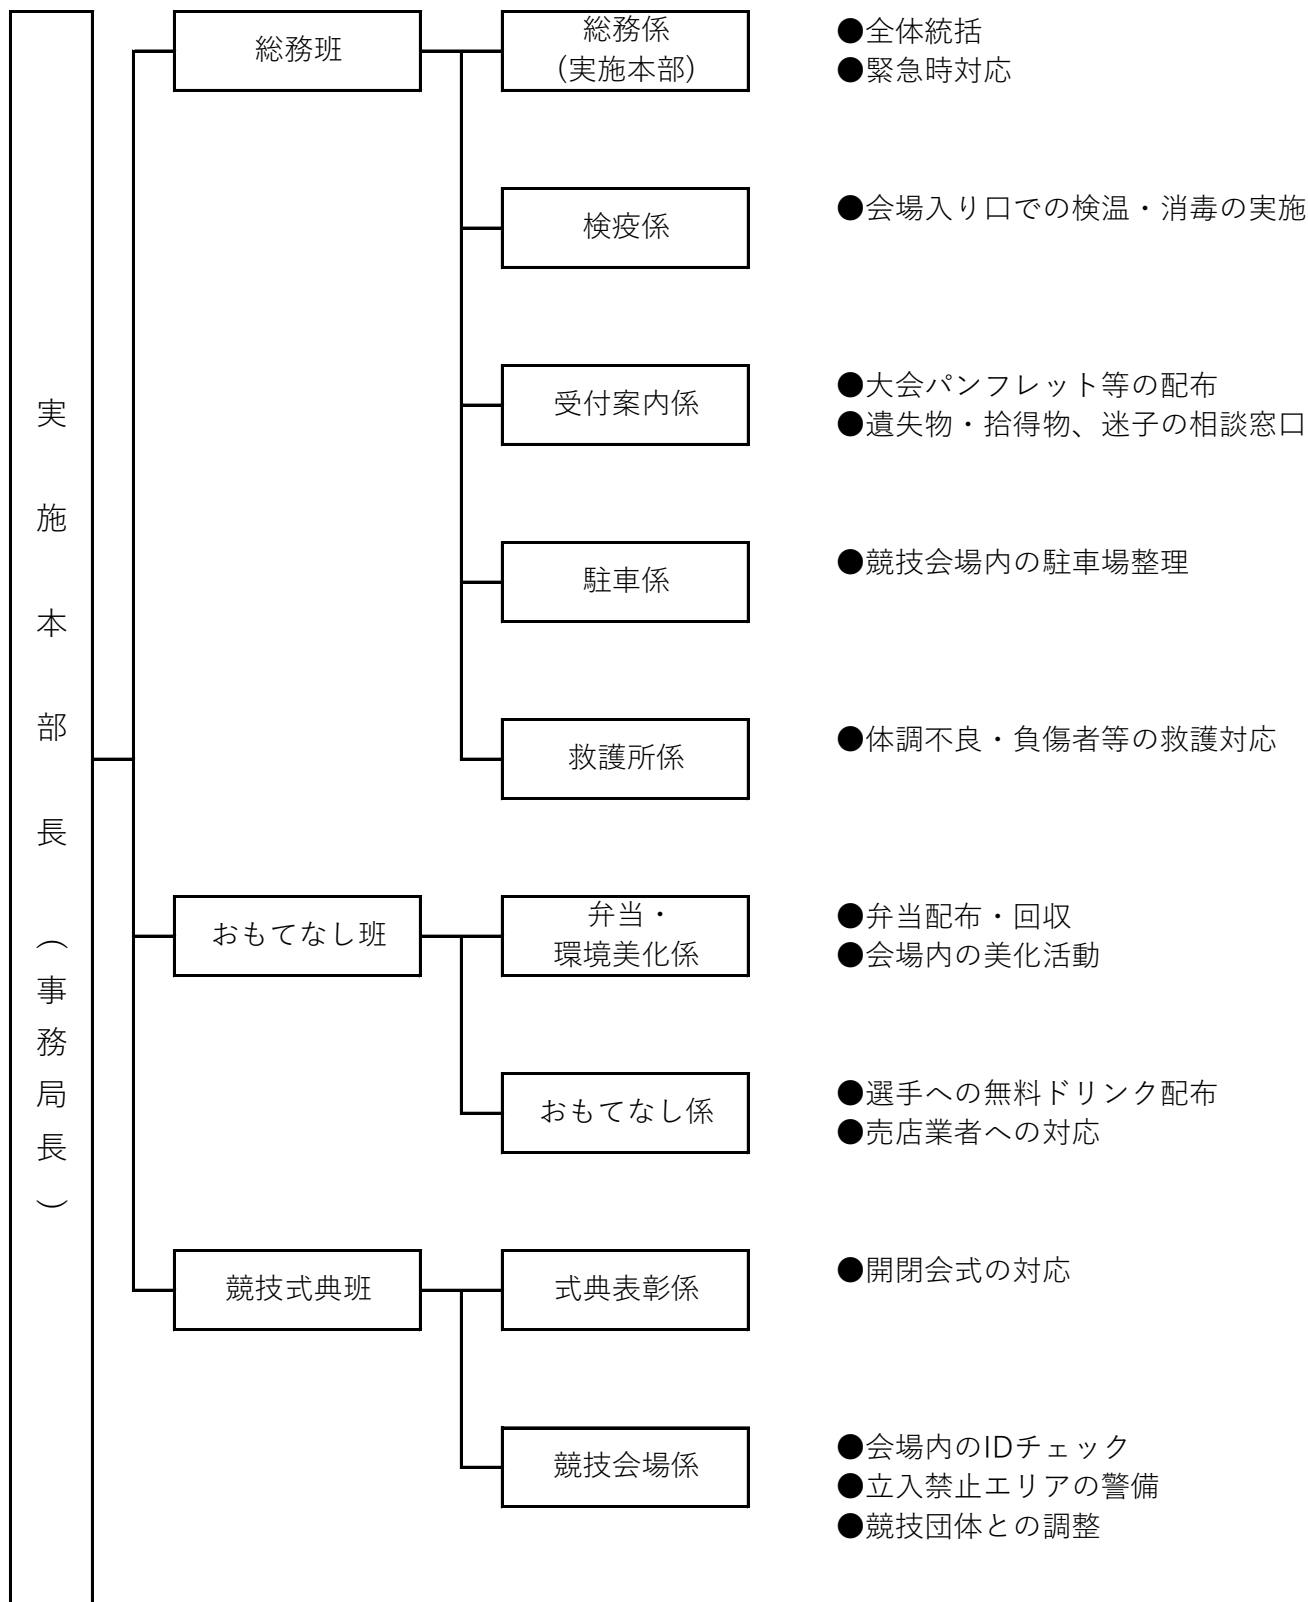 実施本部長（事務局長）
総務班
総務係
（実施本部）
●全体統括
●緊急時対応
検疫係
●会場入り口での検温・消毒の実施
受付案内係
●大会パンフレット等の配布
●遺失物・拾得物、迷子の相談窓口
駐車係
●競技会場内の駐車場整理
救護所係
●体調不良・負傷者等の救護対応
おもてなし班
弁当・
環境美化係
●弁当配布・回収
●会場内の美化活動
おもてなし係
●選手への無料ドリンク配布
●売店業者への対応
競技式典班
式典表彰係
●開閉会式の対応
競技会場係
●会場内のIDチェック
●立入禁止エリアの警備
●競技団体との調整